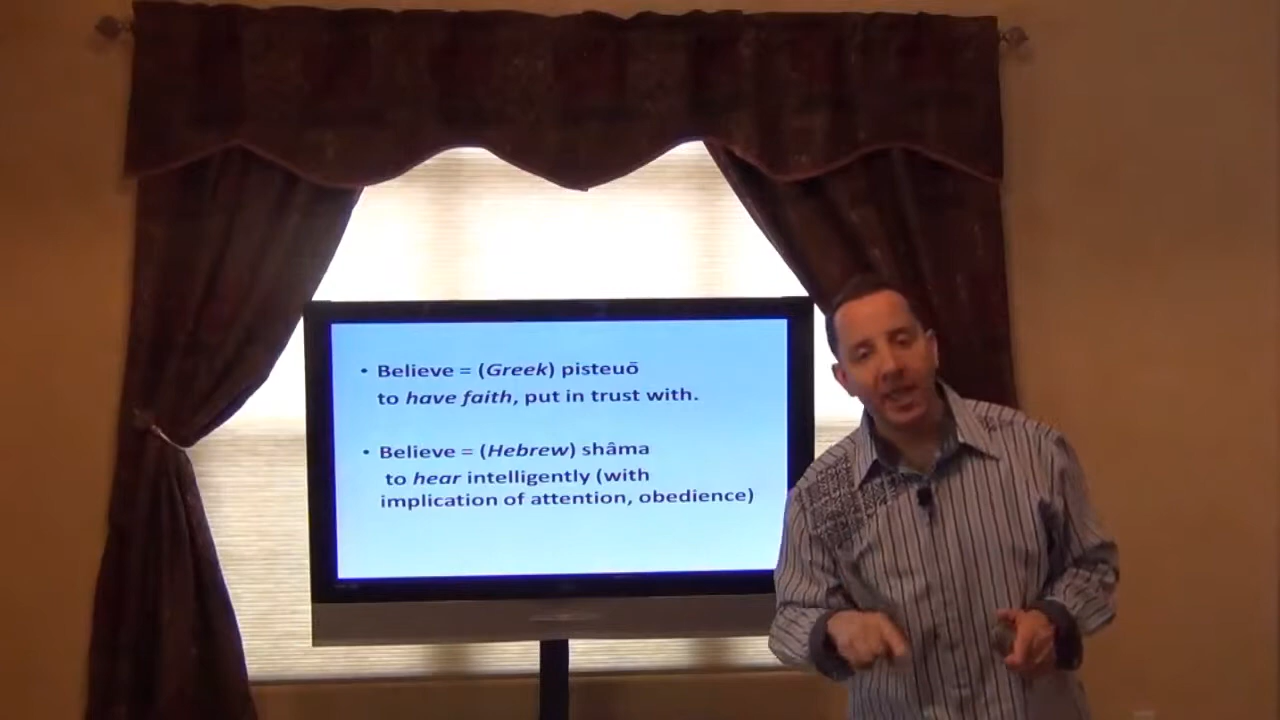 • Believe = (Greek) pisteuō
to have faith, put in trust with.
• Believe = (Hebrew) shâma
to hear intelligently (with
implication of attention, obedience)